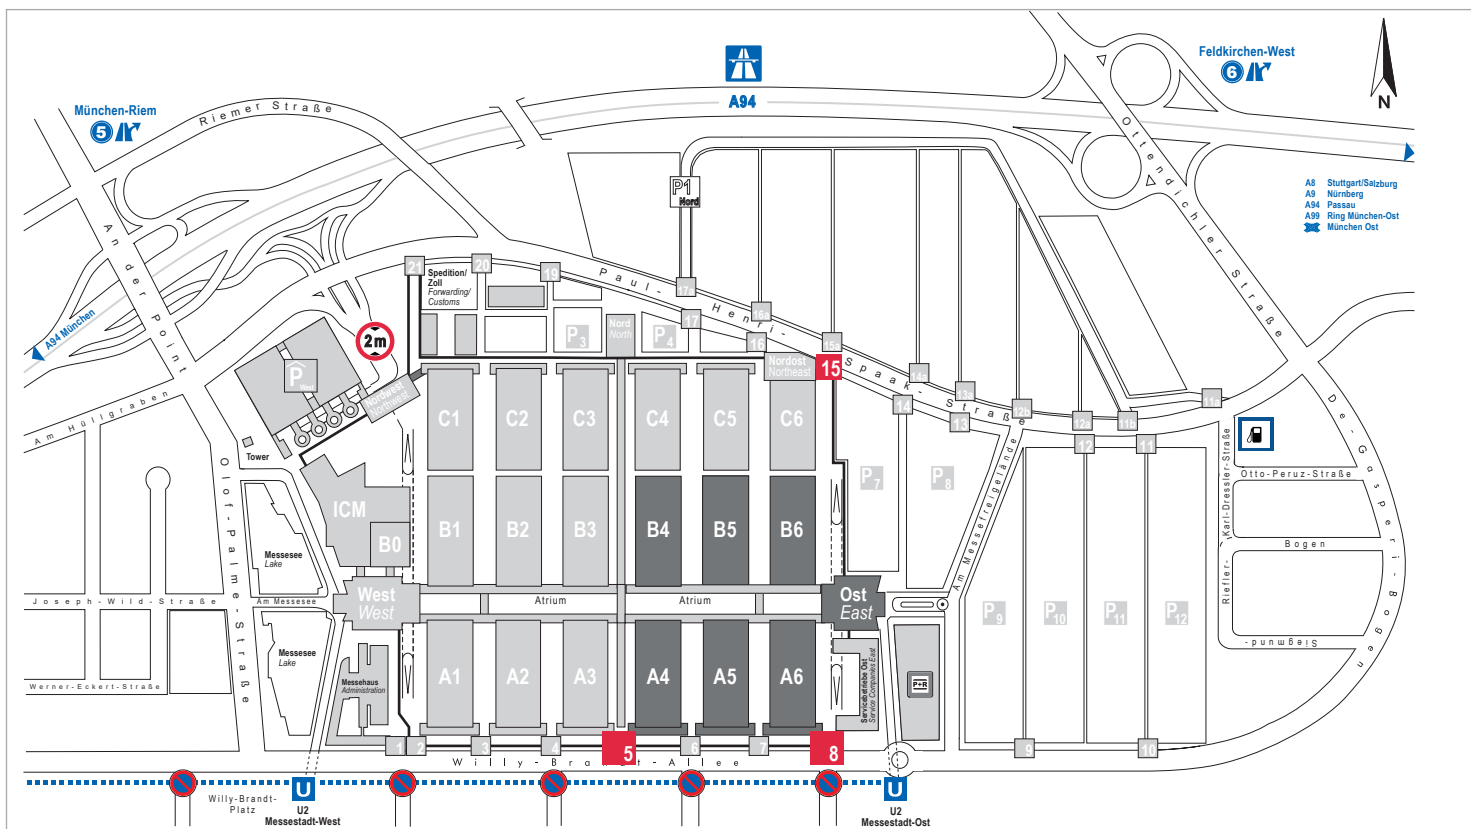 Feldkirchen-West
6
A94
N
München-Riem
5
Riemer Straße
Ottendichler Straße
P1
Nord
A8 Stuttgart/Salzburg
A9 Nürnberg
A94 Passau
A99 Ring München-Ost
München Ost
An der Point
A94 München
21
20
19
Spedition/
Zoll
Forwarding/
Customs
Paul-Henri-Spaak-Straße
17a
16a
15a
14a
13a
12b
12a
11b
11a
2m
P3
Nord
North
P4
17
16
Nordost
Northeast
15
14
13
12
11
P
West
Nordwest
Northwest
Am Hüllgraben
Tower
C1
C2
C3
C4
C5
C6
De-Gasperi-Bogen
Karl-Dressler-Straße
Otto-Peruz-Straße
P7
P8
Am Messefreigelände
Olof-Palme-Straße
ICM
B0
B1
B2
B3
B4
B5
B6
Messesee
Lake
Bogen
Riefler-
Joseph-Wild-Straße
Am Messesee
West
West
Atrium
Atrium
Ost
East
P9
P10
P11
P12
Siegmund-
Messesee
Lake
Messehaus
Administration
A1
A2
A3
A4
A5
A6
Servicebetriebe Ost
Service Companies East
P+R
Werner-Eckert-Straße
1
2
3
4
5
6
7
8
9
10
Willy-Brandt-Allee
Willy-Brandt-
Platz
U
U2
Messestadt-West
U
U2
Messestadt-Ost